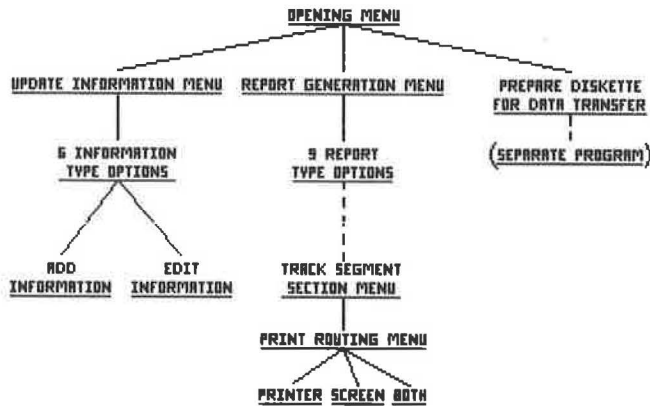 OPENING MENU
UPDATE INFORMATION MENU
REPORT GENERATION MENU
PREPARE DISKETTE
FOR DATA TRANSFER
6 INFORMATION
TYPE OPTIONS
9 REPORT
TYPE OPTIONS
(SEPARATE PROGRAM)
ADD
INFORMATION
EDIT
INFORMATION
TRACK SEGMENT
SECTION MENU
PRINT ROUTING MENU
PRINTER
SCREEN
BOTH